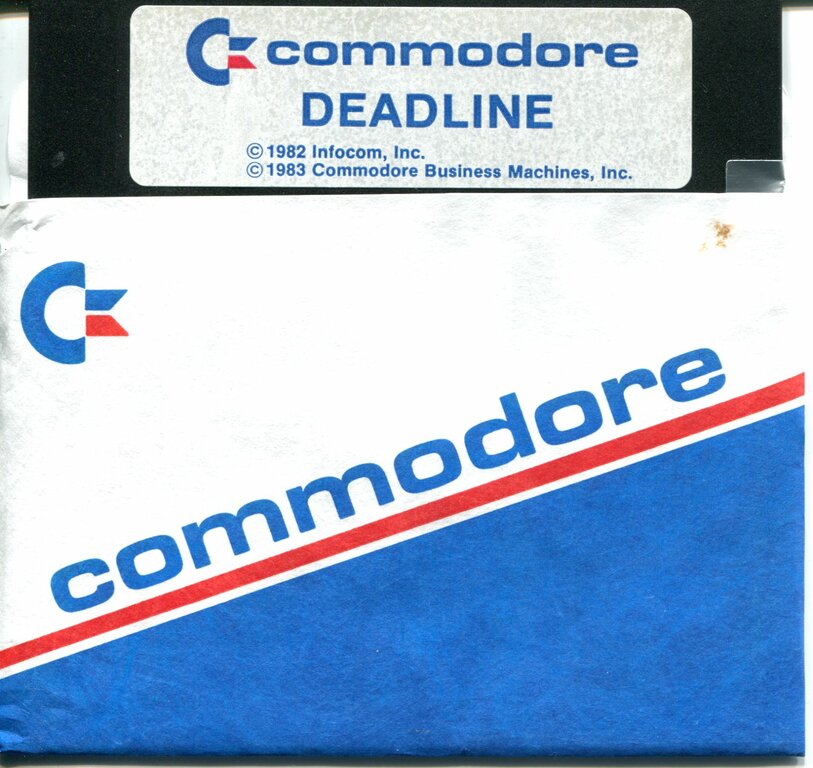 commodore
DEADLINE
© 1982 Infocom, Inc.
© 1983 Commodore Business Machines, Inc.
commodore